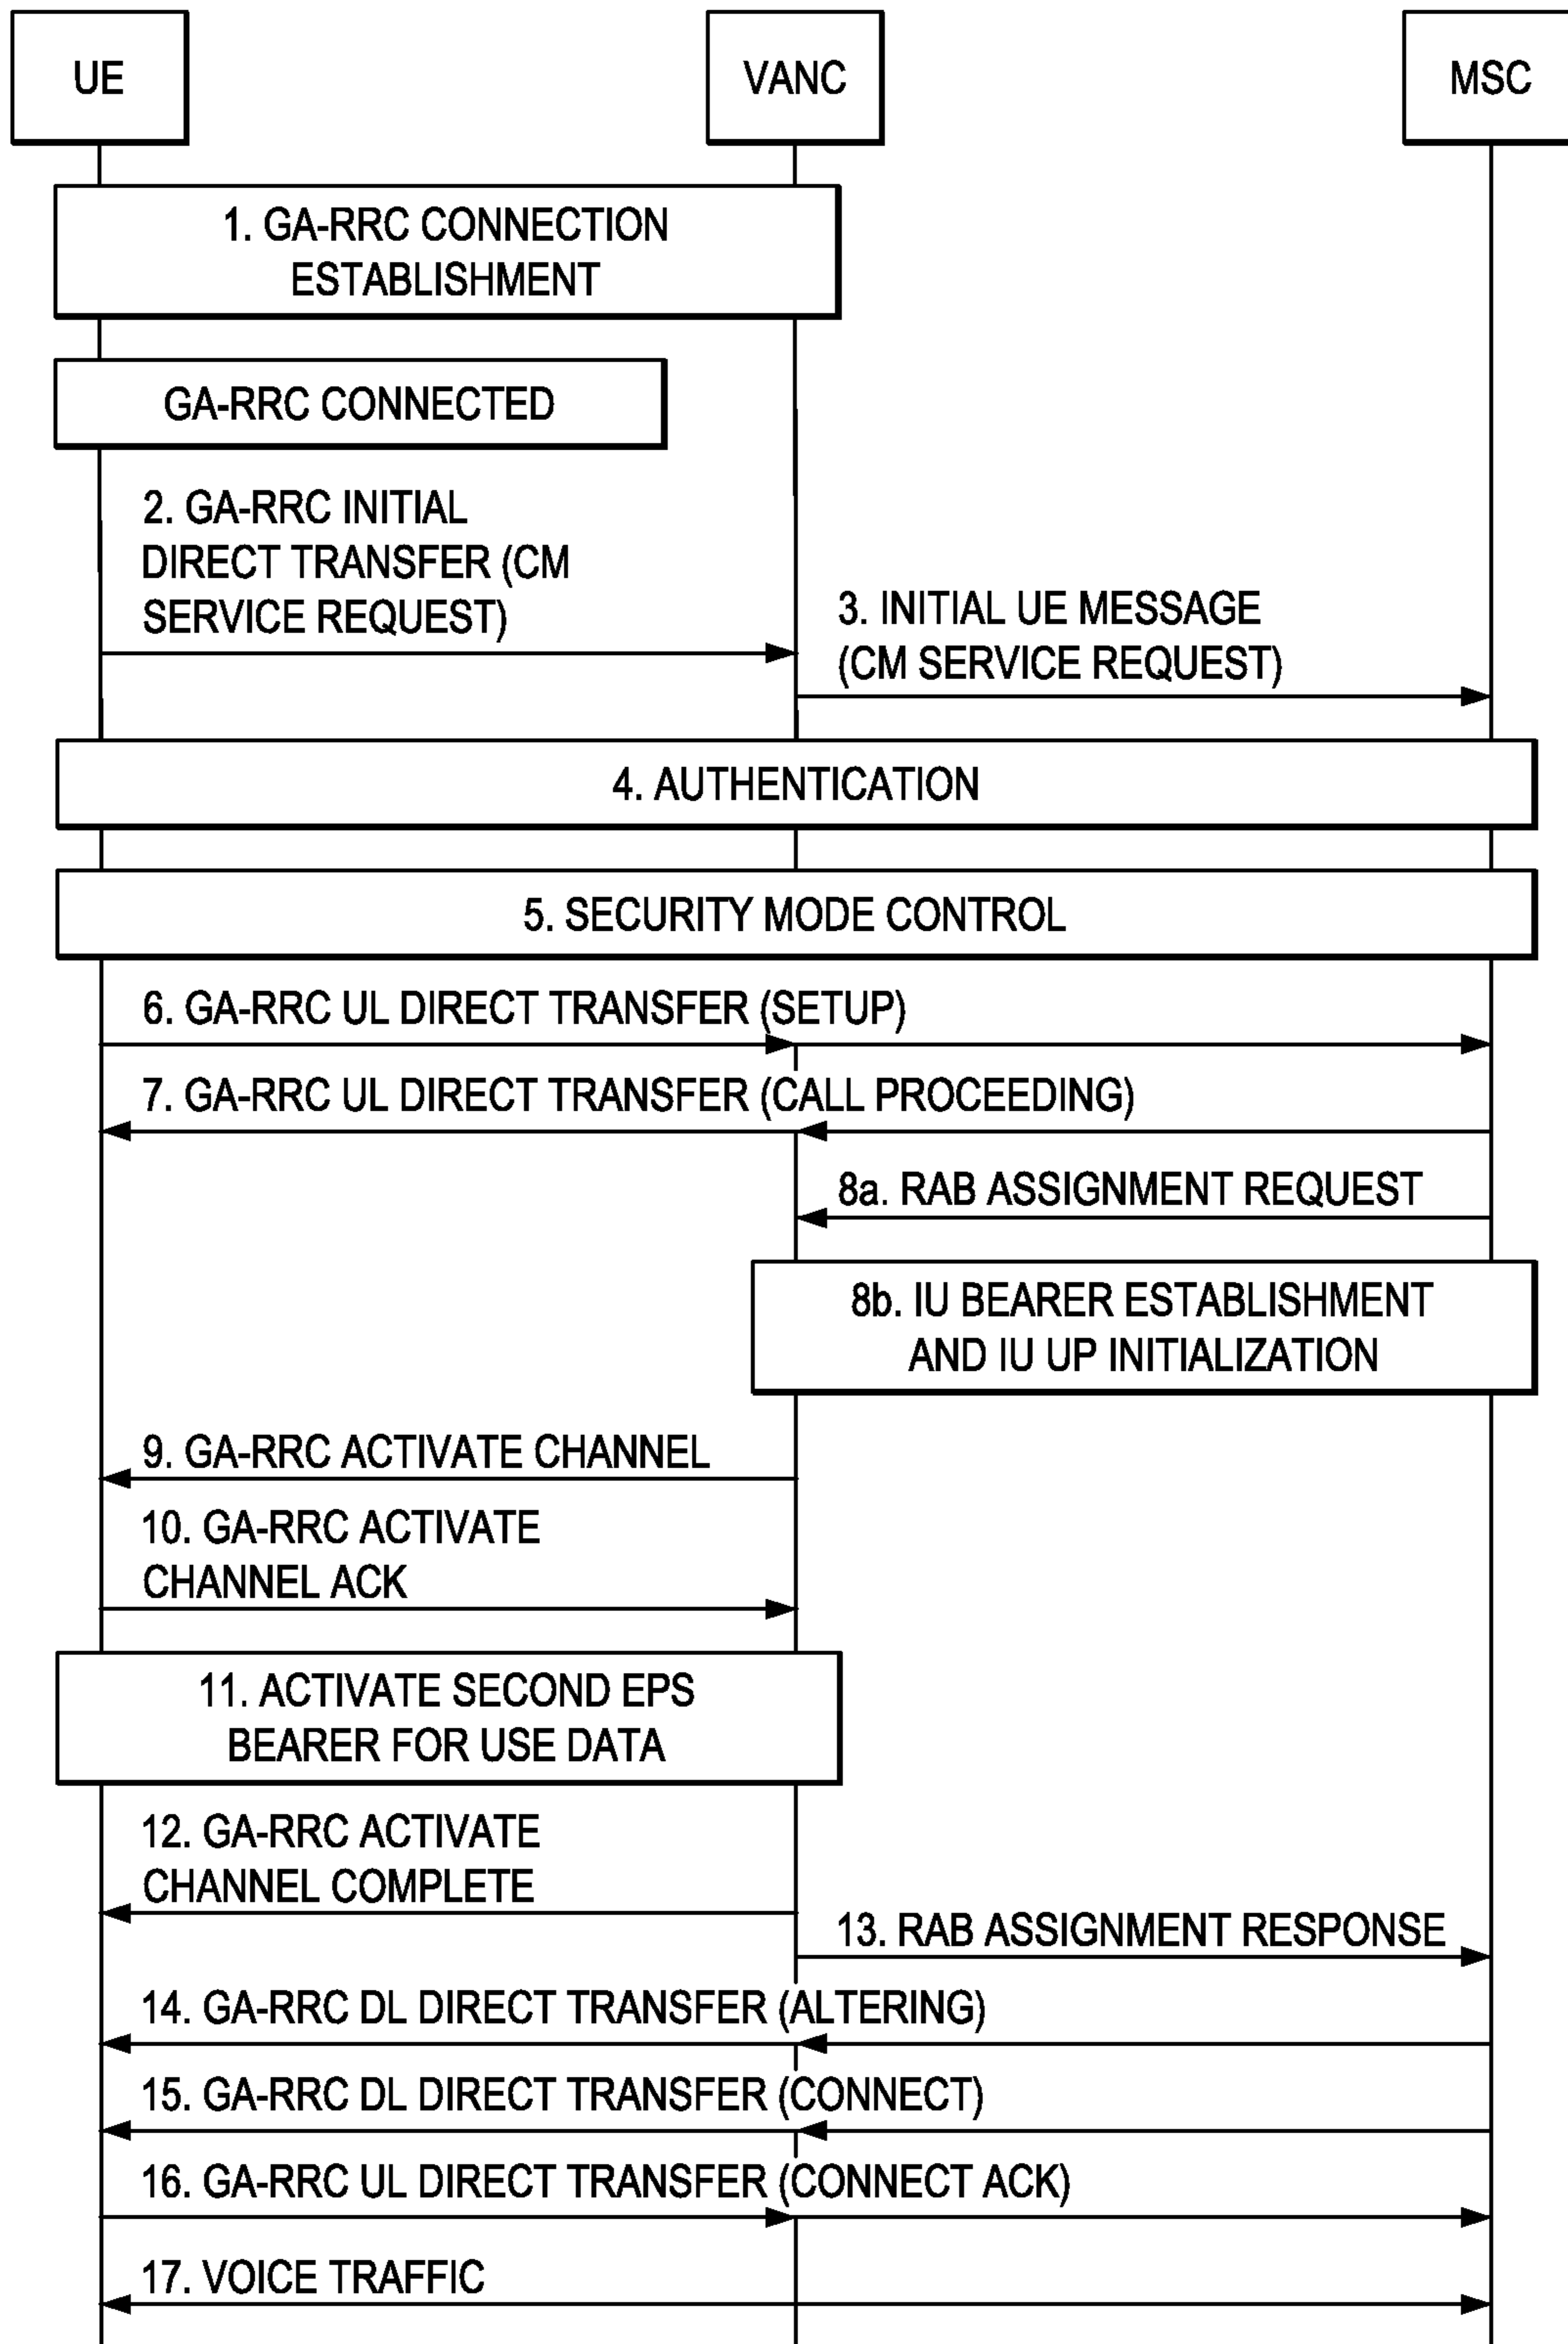 UE
VANC
MSC
1. GA-RRC CONNECTION
ESTABLISHMENT
GA-RRC CONNECTED
2. GA-RRC INITIAL
DIRECT TRANSFER (CM
SERVICE REQUEST)
3. INITIAL UE MESSAGE
(CM SERVICE REQUEST)
4. AUTHENTICATION
5. SECURITY MODE CONTROL
6. GA-RRC UL DIRECT TRANSFER (SETUP)
7. GA-RRC UL DIRECT TRANSFER (CALL PROCEEDING)
8a. RAB ASSIGNMENT REQUEST
8b. IU BEARER ESTABLISHMENT
AND IU UP INITIALIZATION
9. GA-RRC ACTIVATE CHANNEL
10. GA-RRC ACTIVATE
CHANNEL ACK
11. ACTIVATE SECOND EPS
BEARER FOR USE DATA
12. GA-RRC ACTIVATE
CHANNEL COMPLETE
13. RAB ASSIGNMENT RESPONSE
14. GA-RRC DL DIRECT TRANSFER (ALTERING)
15. GA-RRC DL DIRECT TRANSFER (CONNECT)
16. GA-RRC UL DIRECT TRANSFER (CONNECT ACK)
17. VOICE TRAFFIC